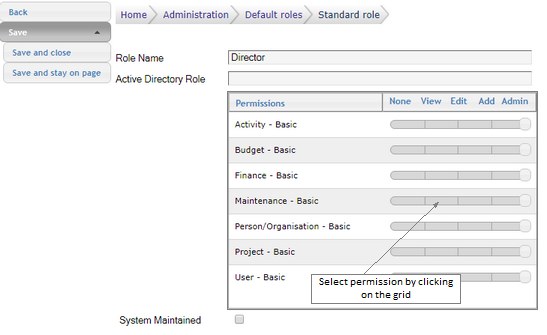 Back
Save
Save and close
Save and stay on page
Home Administration Default roles Standard role
Role Name Director
Active Directory Role
Permissions None View Edit Add Admin
Activity - Basic
Budget - Basic
Finance - Basic
Maintenance - Basic
Person/Organisation - Basic
Project - Basic
User - Basic
Select permission by clicking
on the grid
System Maintained